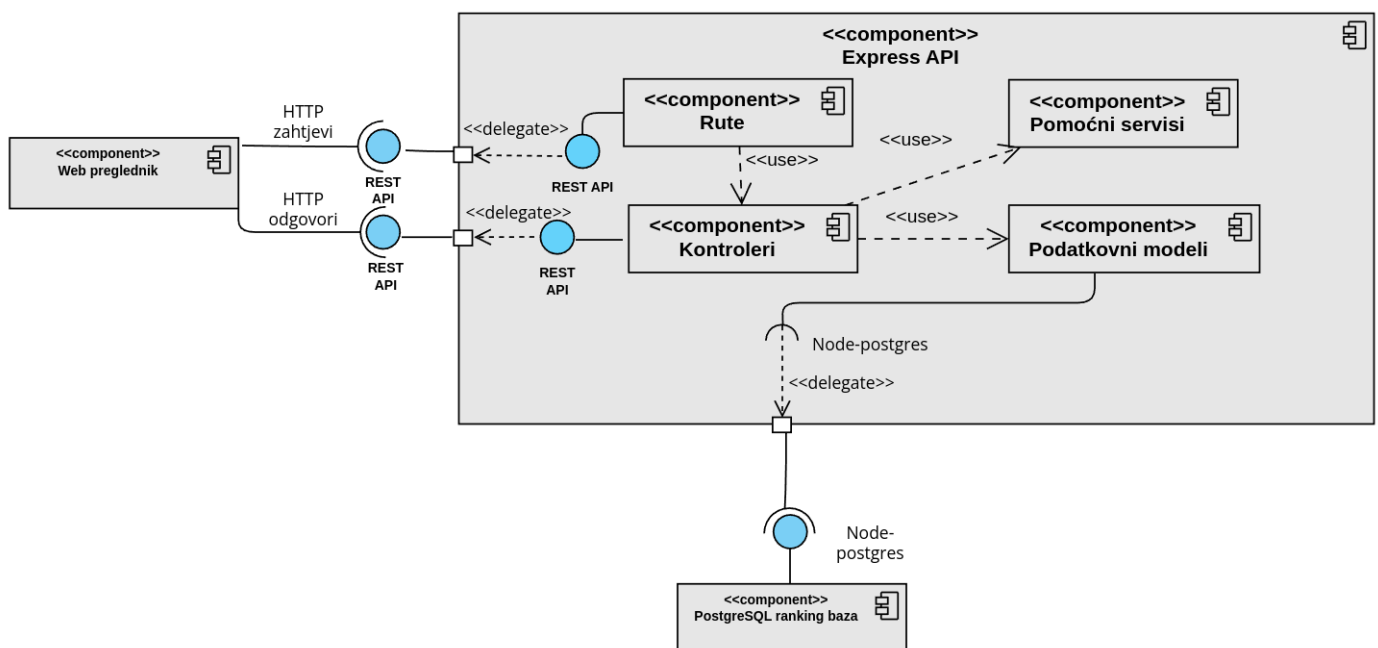 <<component>>
Express API
<<component>>
Rute
<<component>>
Pomoćni servisi
HTTP
zahtjevi
<<delegate>>
<<use>>
<<component>>
Web preglednik
<<use>>
REST
API
REST API
HTTP
odgovori
<<delegate>>
<<component>>
Kontroleri
<<use>>
<<component>>
Podatkovni modeli
REST
API
REST
API
Node-postgres
<<delegate>>
Node-
postgres
<<component>>
PostgreSQL ranking baza